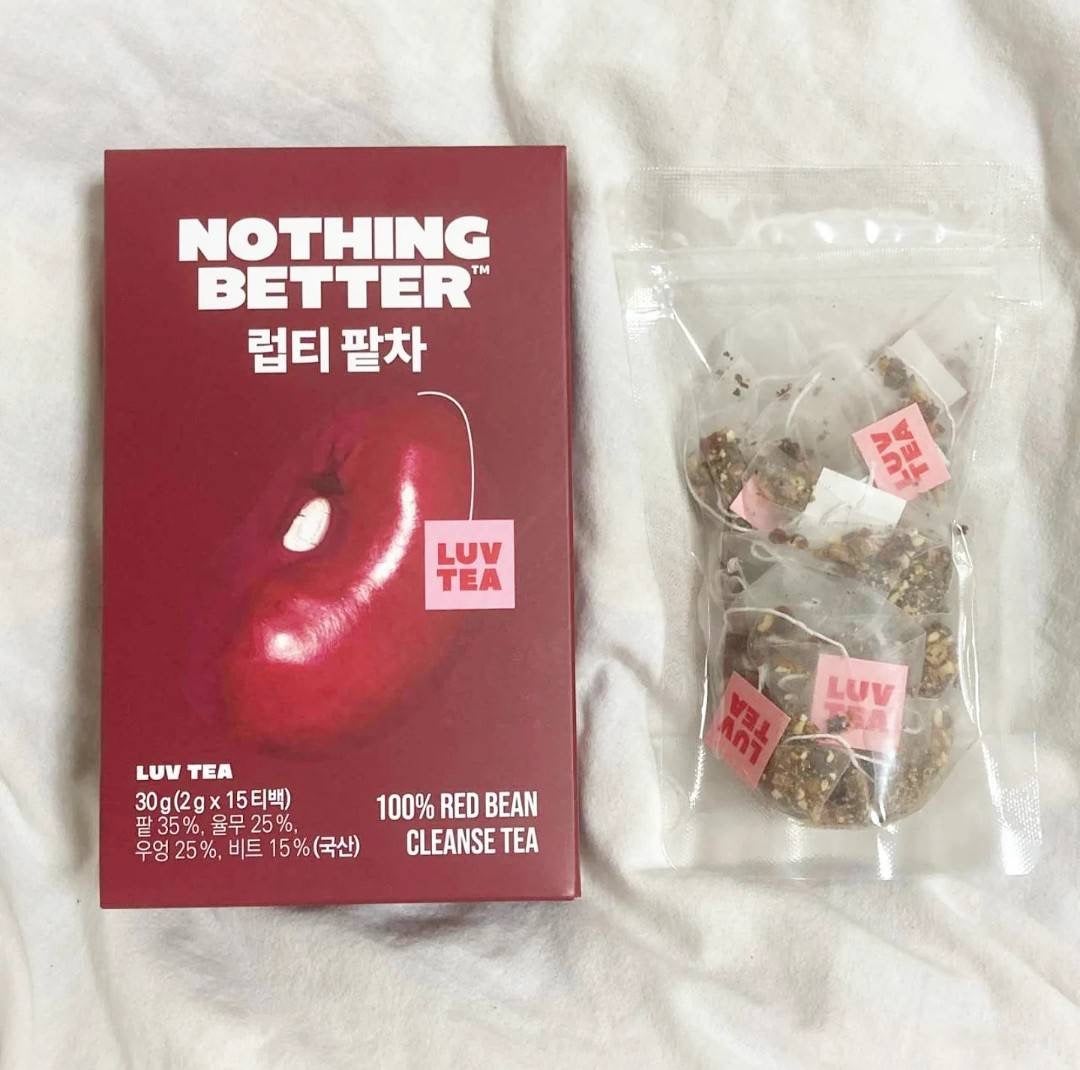 NOTHING
BETTER™
럽티 팥차
LUV
TEA
LUV TEA
30g(2g x 15티백)
팥 35%, 율무 25%,
우엉 25%, 비트 15%(국산)
100% RED BEAN
CLEANSE TEA
LUV
TEA
LUV
TEA
LUV
TEA